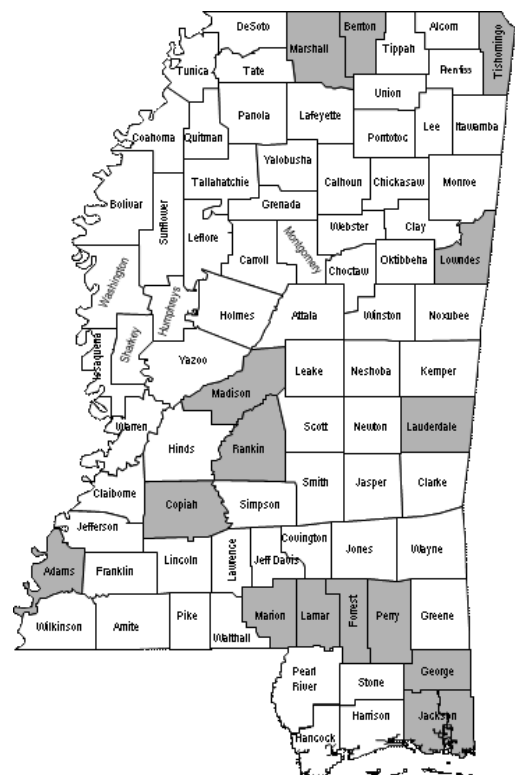 DeSoto
Marshall
Benton
Tippah
Alcorn
Tishomingo
Prentiss
Tunica
Tate
Union
Panola
Lafeyette
Pontotoc
Lee
Itawamba
Coahoma
Quitman
Yalobusha
Tallahatchie
Calhoun
Chickasaw
Monroe
Bolivar
Sunflower
Leflore
Grenada
Webster
Clay
Montgomery
Carroll
Choctaw
Oktibbeha
Lowndes
Washington
Humphreys
Holmes
Attala
Winston
Noxubee
Issaquena
Sharkey
Yazoo
Leake
Neshoba
Kemper
Madison
Warren
Hinds
Rankin
Scott
Newton
Lauderdale
Claiborne
Copiah
Simpson
Smith
Jasper
Clarke
Jefferson
Adams
Franklin
Lincoln
Lawrence
Jeff Davis
Covington
Jones
Wayne
Wilkinson
Amite
Pike
Walthall
Marion
Lamar
Forrest
Perry
Greene
Pearl
River
Stone
George
Hancock
Harrison
Jackson